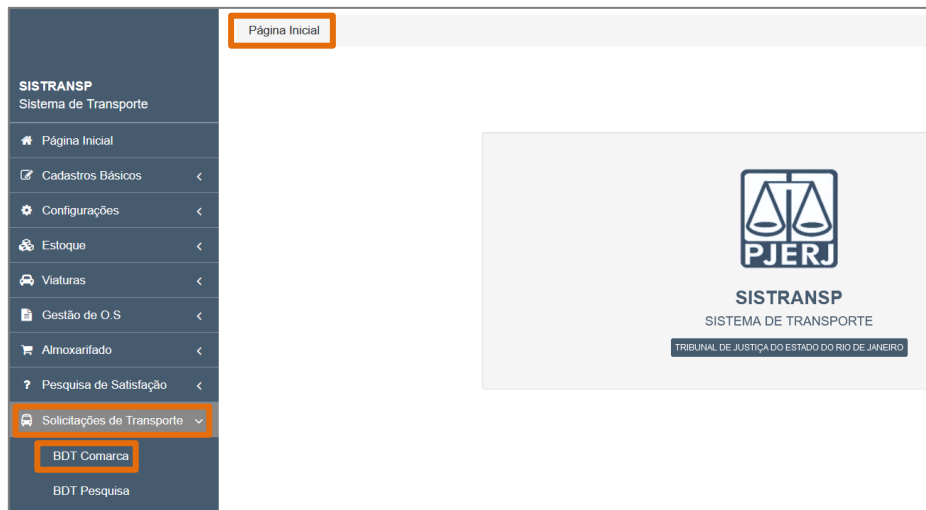 Página Inicial
SISTRANSP
Sistema de Transporte
Página Inicial
Cadastros Básicos
Configurações
Estoque
Viaturas
Gestão de O.S
Almoxarifado
Pesquisa de Satisfação
Solicitações de Transporte
BDT Comarca
BDT Pesquisa
PJERJ
SISTRANSP
SISTEMA DE TRANSPORTE
TRIBUNAL DE JUSTIÇA DO ESTADO DO RIO DE JANEIRO